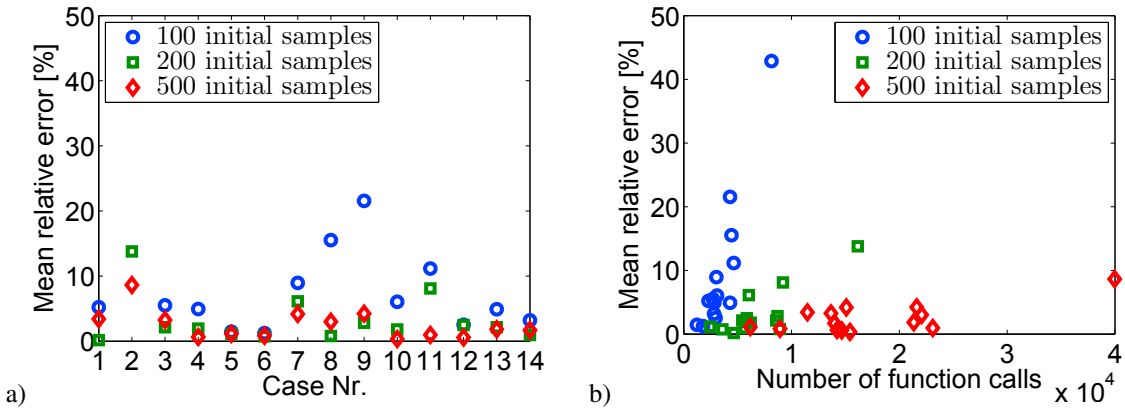 50
40
30
20
10
0
Mean relative error [%]
100 initial samples
200 initial samples
500 initial samples
1 2 3 4 5 6 7 8 9 10 11 12 13 14
Case Nr.
a)
50
40
30
20
10
0
Mean relative error [%]
100 initial samples
200 initial samples
500 initial samples
0 1 2 3 4
Number of function calls
x 10^4
b)